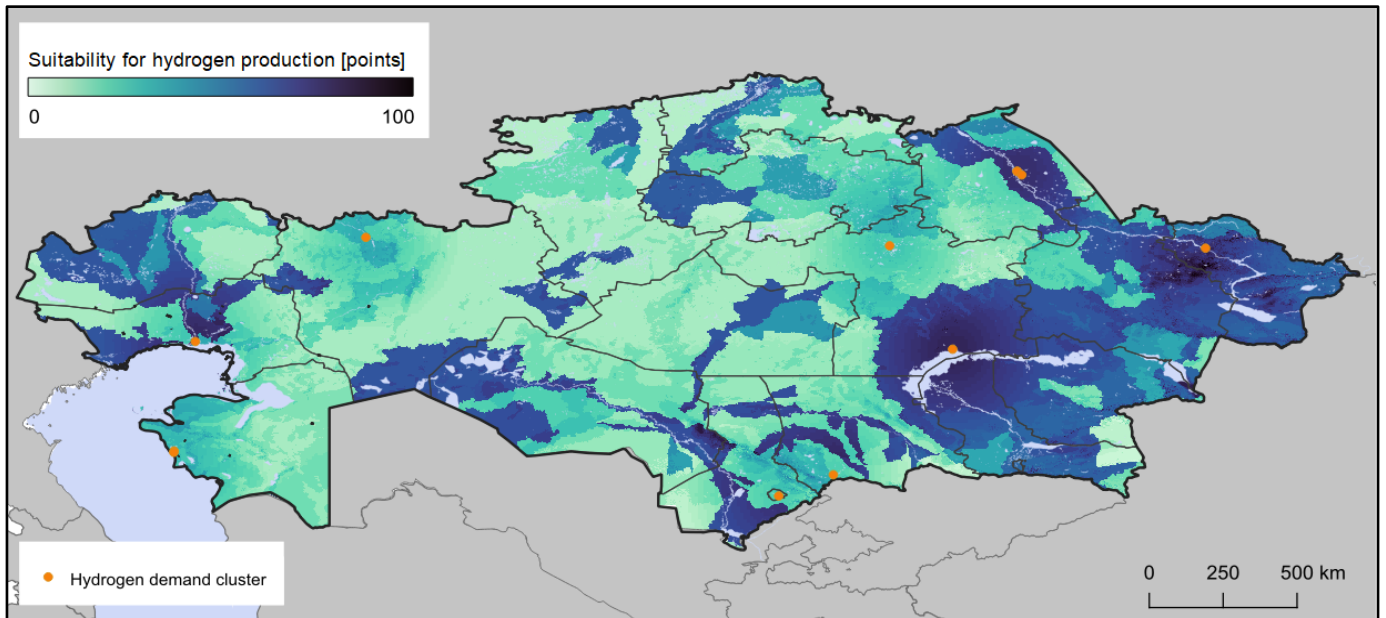 Suitability for hydrogen production [points]
0 100
Hydrogen demand cluster
0 250 500 km